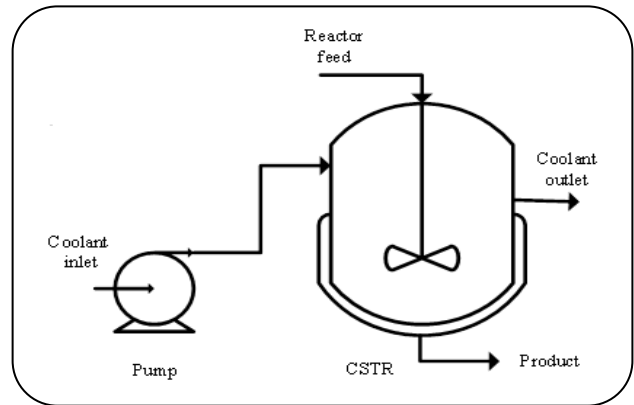 Reactor
feed
Coolant
outlet
Coolant
inlet
Pump
CSTR
Product